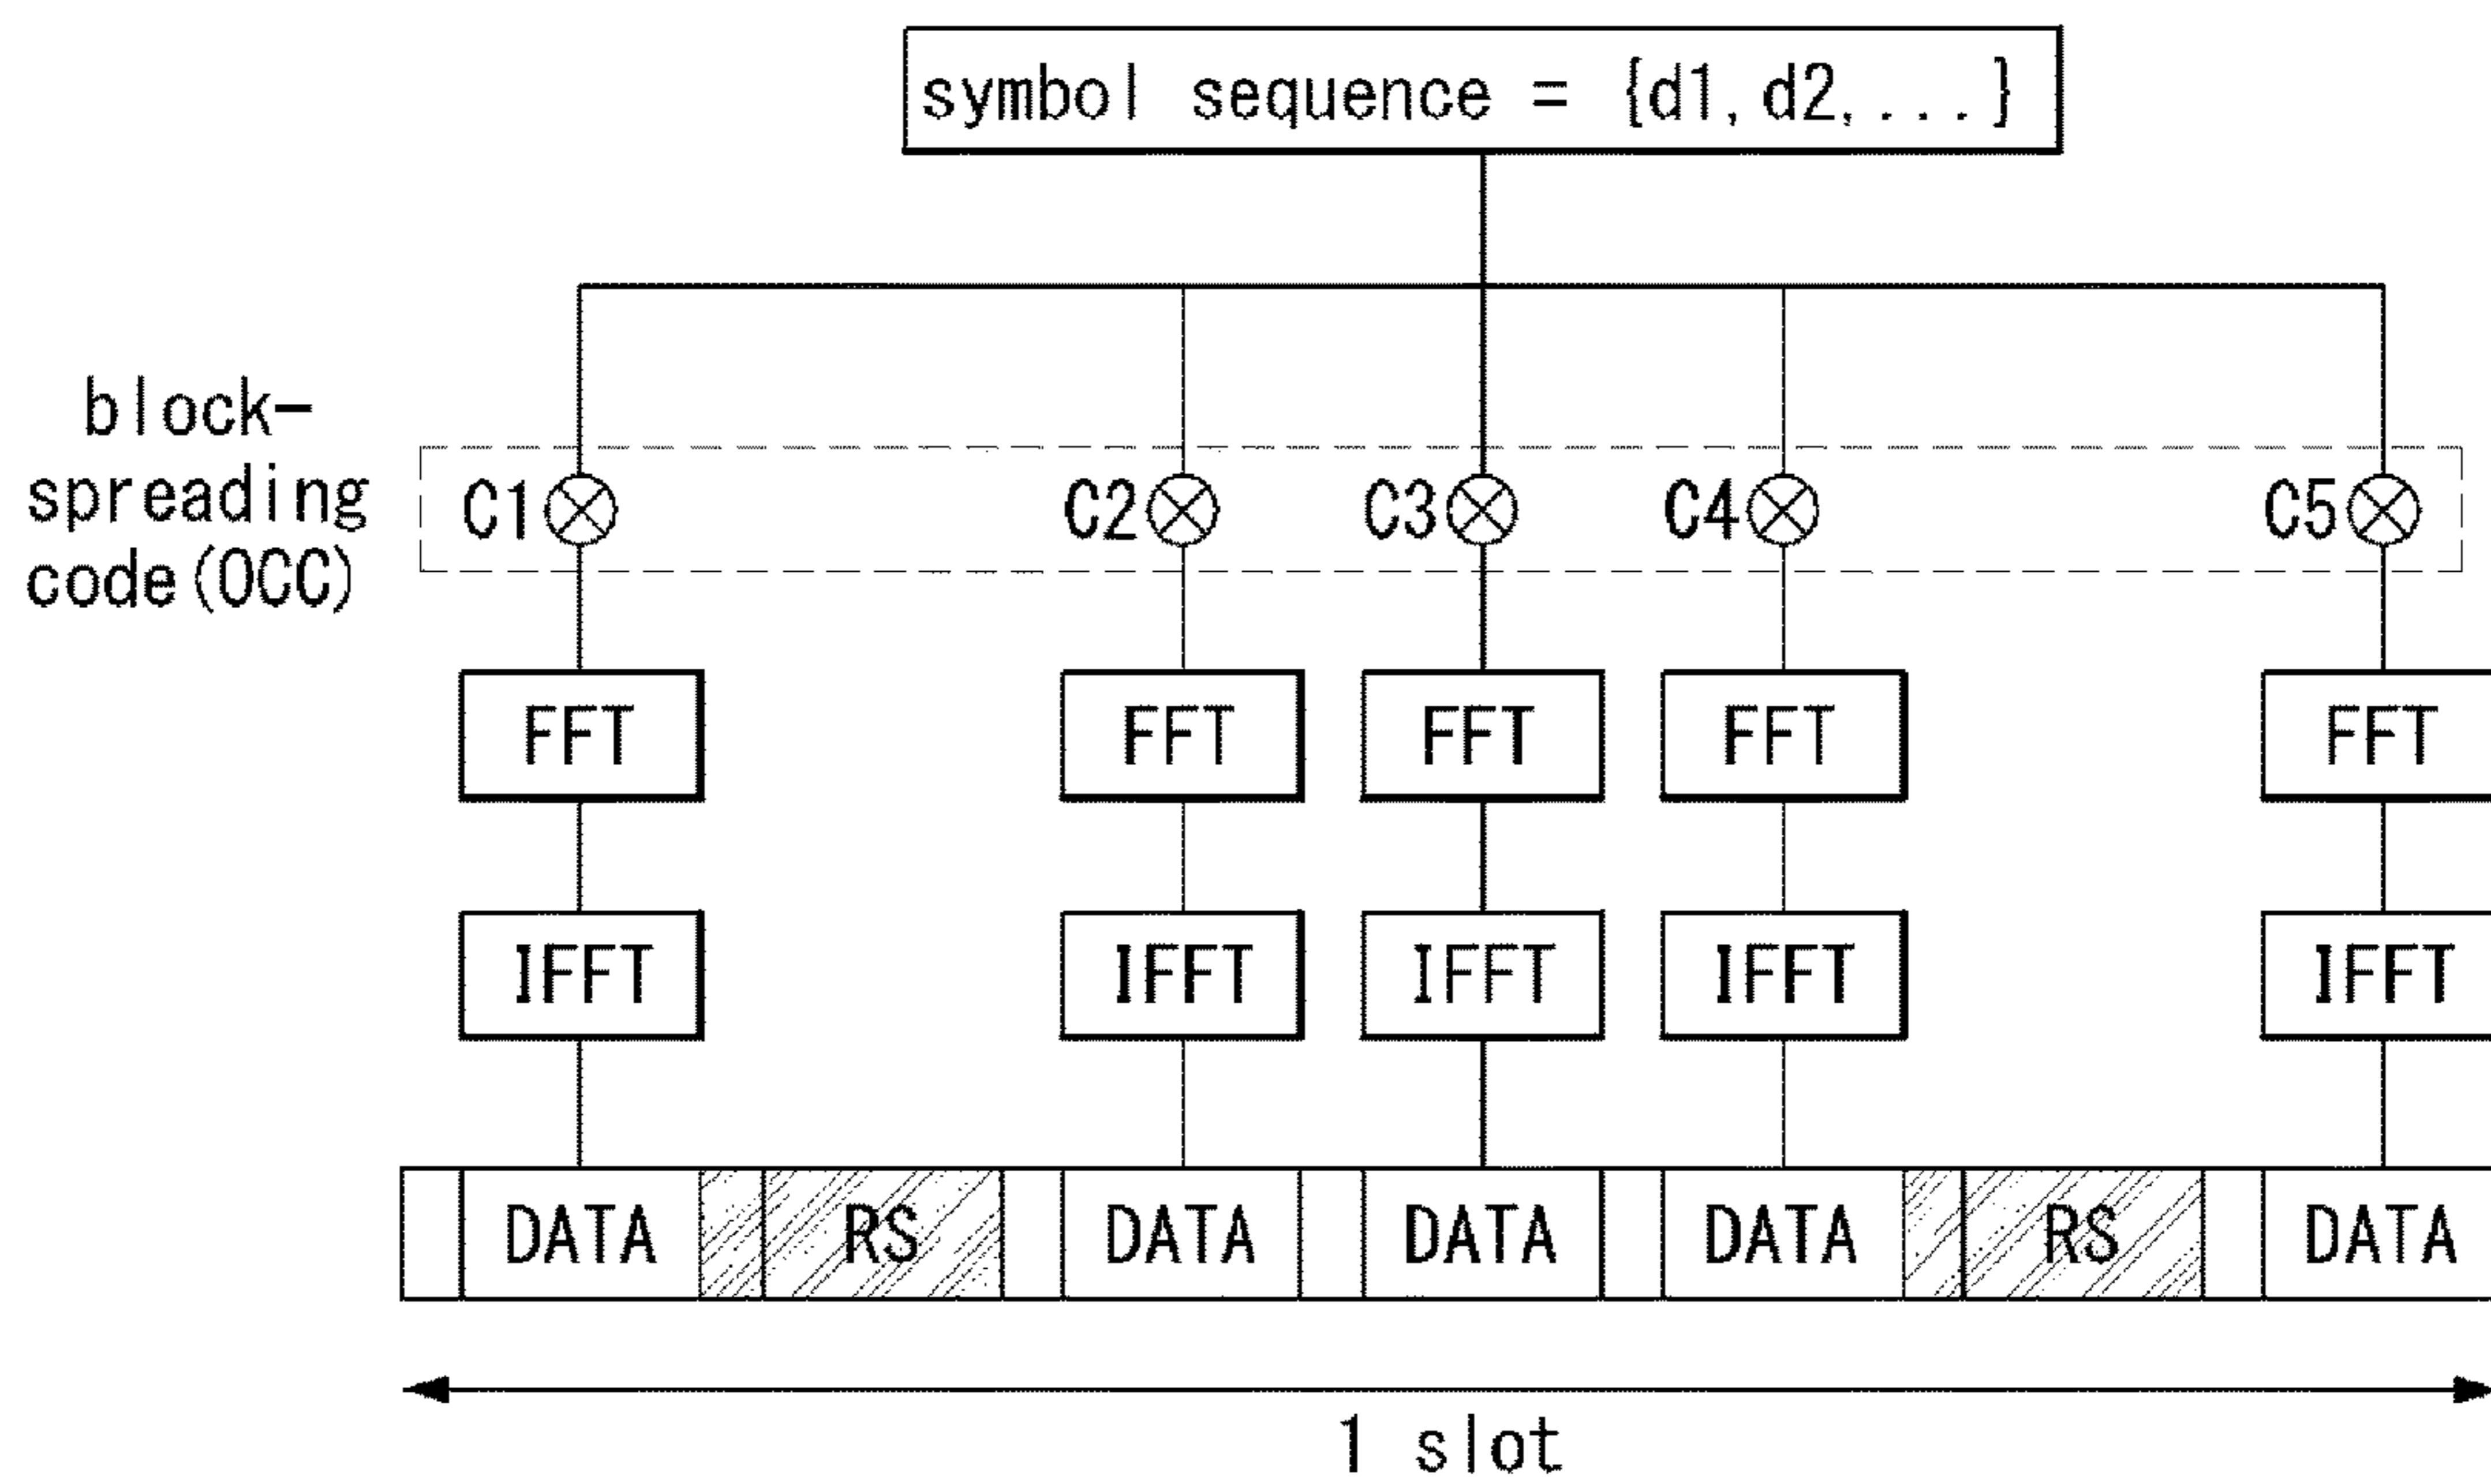 symbol sequence = {d1, d2, ...}
block-
spreading
code(OCC)
C1 C2 C3 C4 C5
FFT FFT FFT FFT FFT
IFFT IFFT IFFT IFFT IFFT
DATA RS DATA DATA DATA RS DATA
1 slot